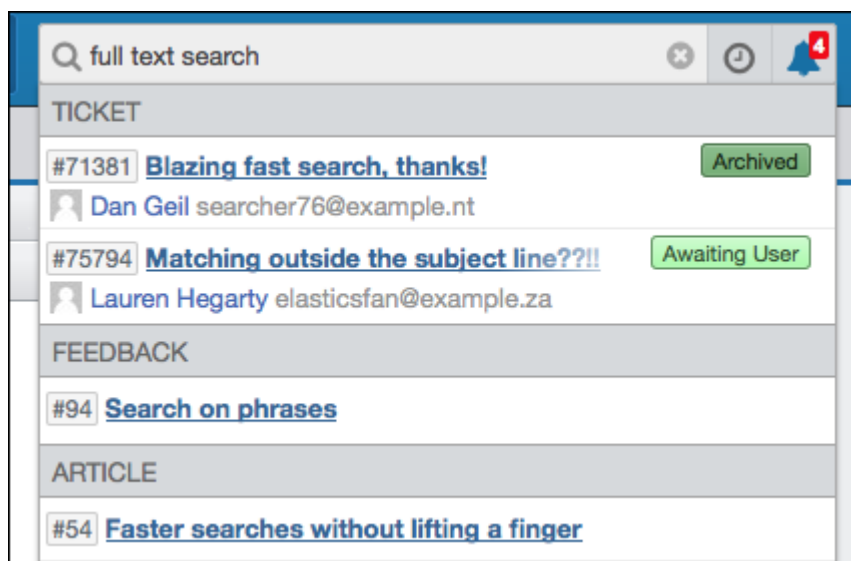 full text search
4
TICKET
#71381 Blazing fast search, thanks!
Archived
Dan Geil searcher76@example.nt
#75794 Matching outside the subject line??!!
Awaiting User
Lauren Hegarty elasticsfan@example.za
FEEDBACK
#94 Search on phrases
ARTICLE
#54 Faster searches without lifting a finger